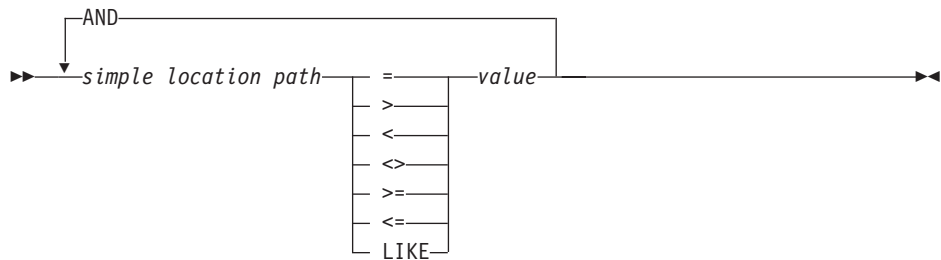 AND
simple location path = value
>
<
<>
>=
<=
LIKE